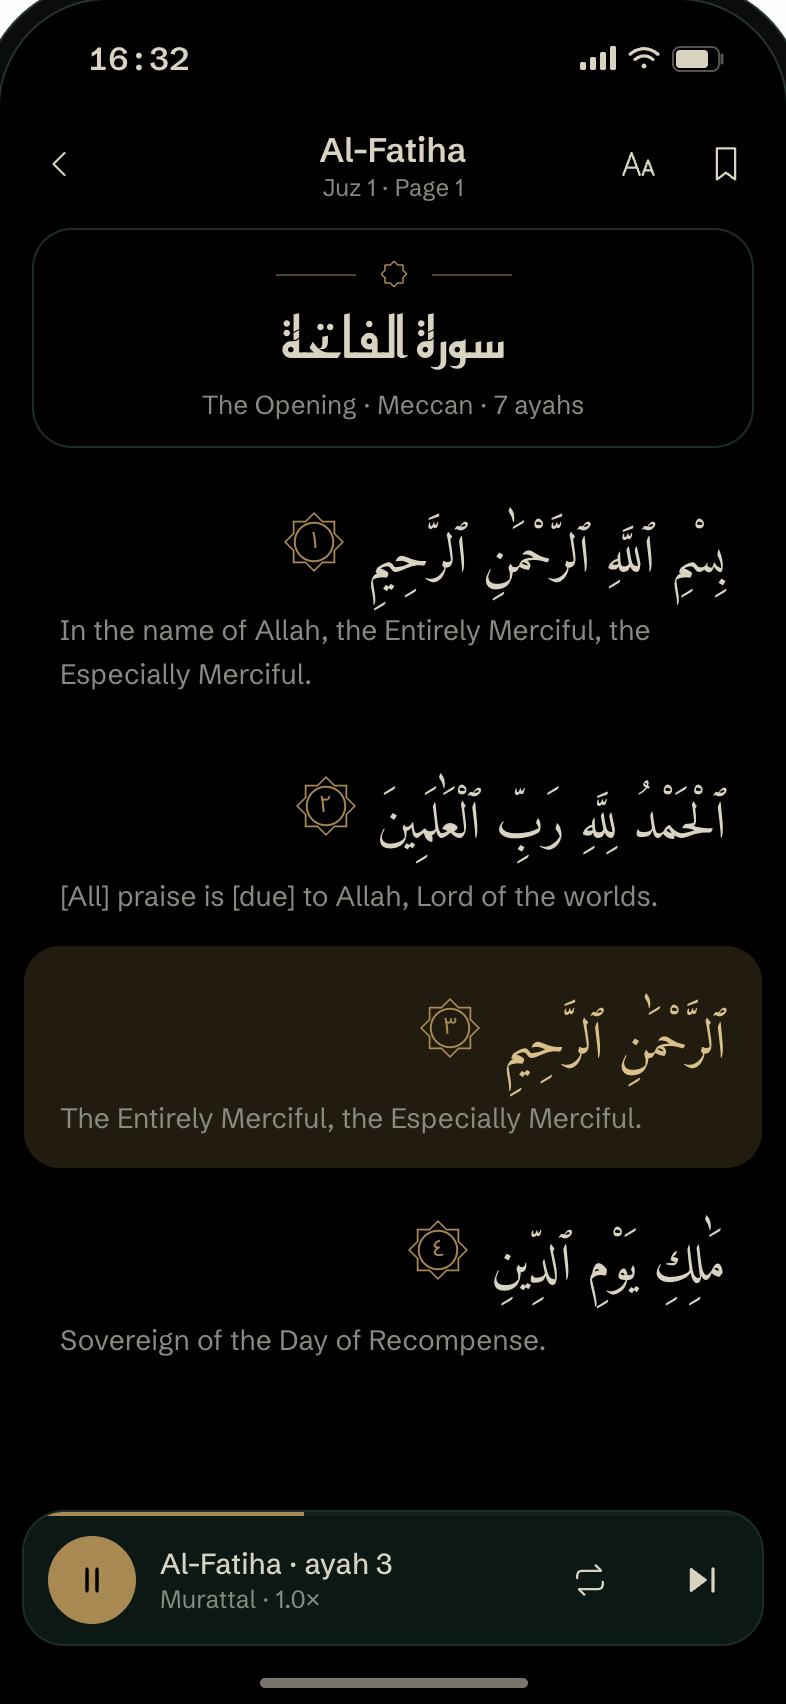 16:32
Al-Fatiha
Juz 1 · Page 1
AA
سورة الفاتحة
The Opening · Meccan · 7 ayahs
بِسْمِ ٱللَّهِ ٱلرَّحْمَٰنِ ٱلرَّحِيمِ ١
In the name of Allah, the Entirely Merciful, the
Especially Merciful.
ٱلْحَمْدُ لِلَّهِ رَبِّ ٱلْعَٰلَمِينَ ٢
[All] praise is [due] to Allah, Lord of the worlds.
ٱلرَّحْمَٰنِ ٱلرَّحِيمِ ٣
The Entirely Merciful, the Especially Merciful.
مَٰلِكِ يَوْمِ ٱلدِّينِ ٤
Sovereign of the Day of Recompense.
Al-Fatiha · ayah 3
Murattal · 1.0×